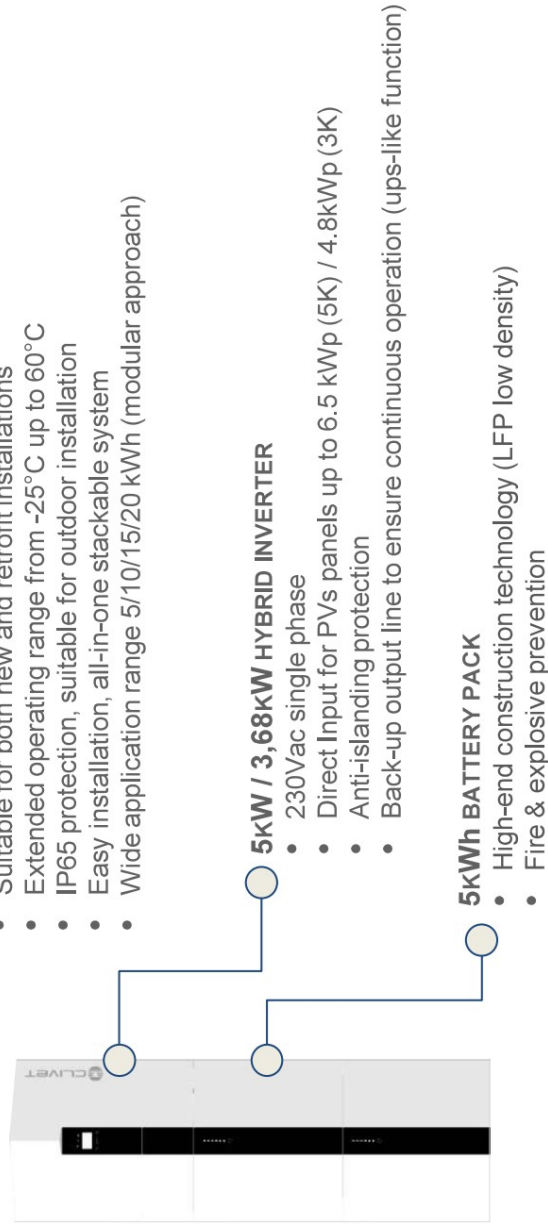 Suitable for both new and retrofit installations
• Extended operating range from -25°C up to 60°C
• IP65 protection, suitable for outdoor installation
• Easy installation, all-in-one stackable system
• Wide application range 5/10/15/20 kWh (modular approach)
5KW / 3,68KW HYBRID INVERTER
• 230Vac single phase
• Direct Input for PVs panels up to 6.5 kWp (5K) / 4.8kWp (3K)
• Anti-islanding protection
• Back-up output line to ensure continuous operation (ups-like function)
5KWh BATTERY PACK
• High-end construction technology (LFP low density)
• Fire & explosive prevention
CLIVET